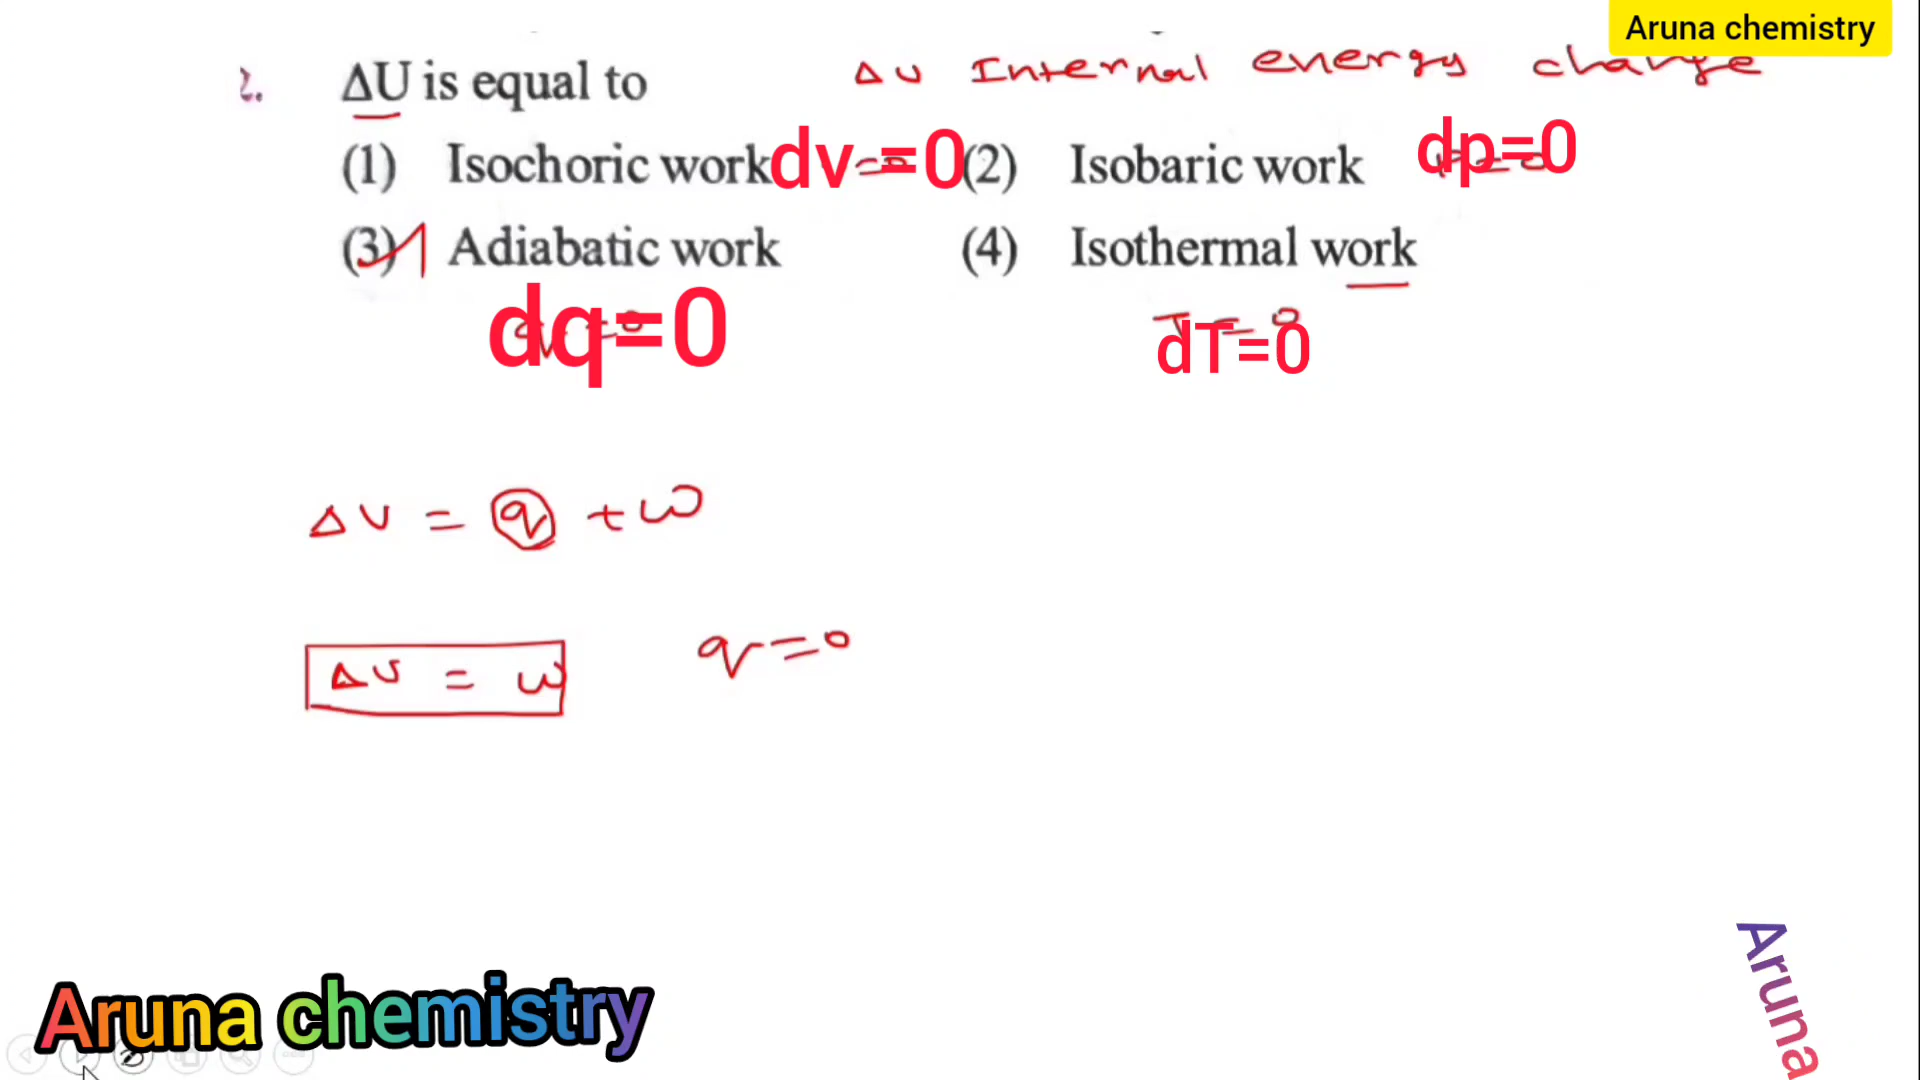 Aruna chemistry
ΔU Internal energy change
2. ΔU is equal to
(1) Isochoric work dv=0 (2) Isobaric work dp=0
(3) Adiabatic work (4) Isothermal work
dq=0 dT=0
ΔU = q + w
ΔU = w q=0
Aruna chemistry
Aruna